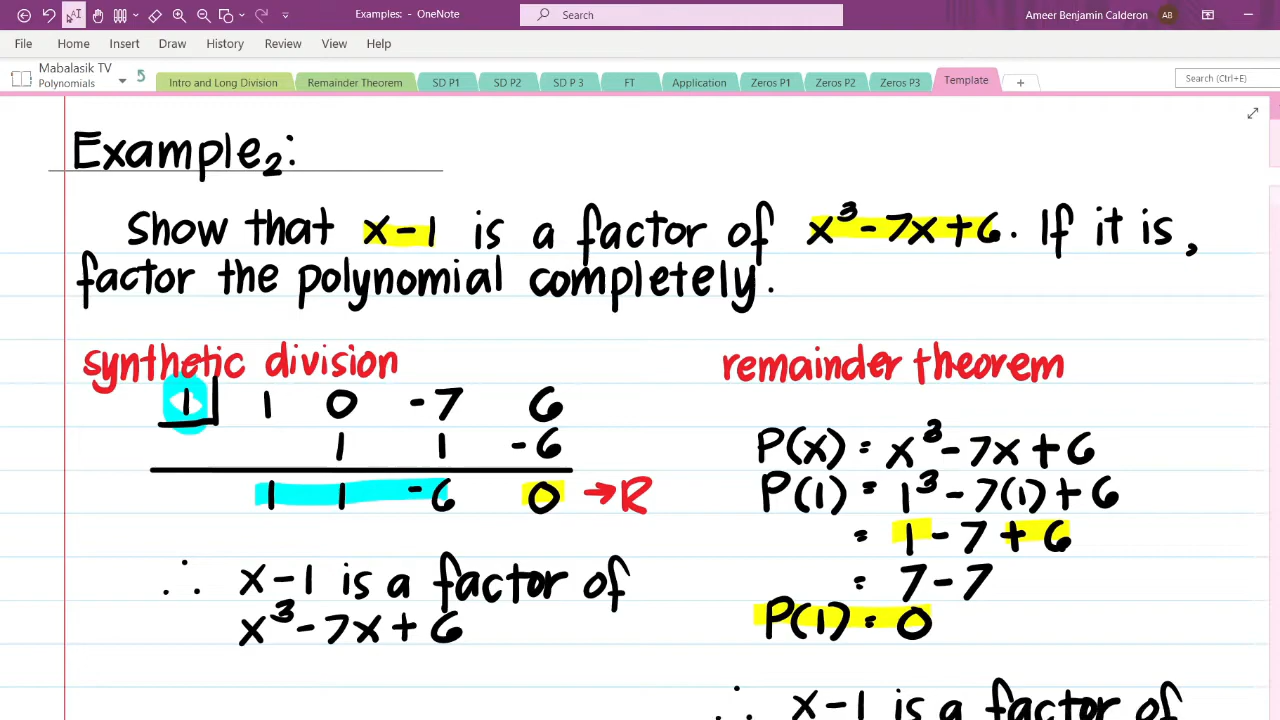 Examples: - OneNote
Search
Ameer Benjamin Calderon
AB
File Home Insert Draw History Review View Help
Mabalasik TV
Polynomials
Intro and Long Division Remainder Theorem SD P1 SD P2 SD P 3 FT Application Zeros P1 Zeros P2 Zeros P3 Template +
Search (Ctrl+E)
Example₂:
Show that x-1 is a factor of x³-7x+6. If it is,
factor the polynomial completely.
synthetic division
1 1 0 -7 6
1 1 -6
1 1 -6 0 →R
∴ x-1 is a factor of
x³-7x+6
remainder theorem
P(x) = x³-7x+6
P(1) = 1³-7(1)+6
= 1-7+6
= 7-7
P(1) = 0
∴ x-1 is a factor of